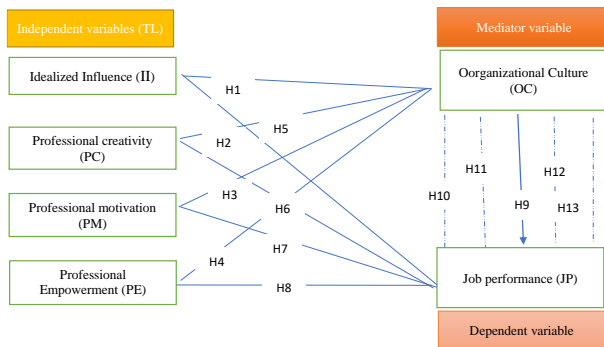 Independent variables (TL)
Mediator variable
Idealized Influence (II)
Oorganizational Culture
(OC)
H1
Professional creativity
(PC)
H2
H5
H11
H12
Professional motivation
(PM)
H3
H6
H10
H9
H13
H7
Professional
Empowerment (PE)
H4
H8
Job performance (JP)
Dependent variable